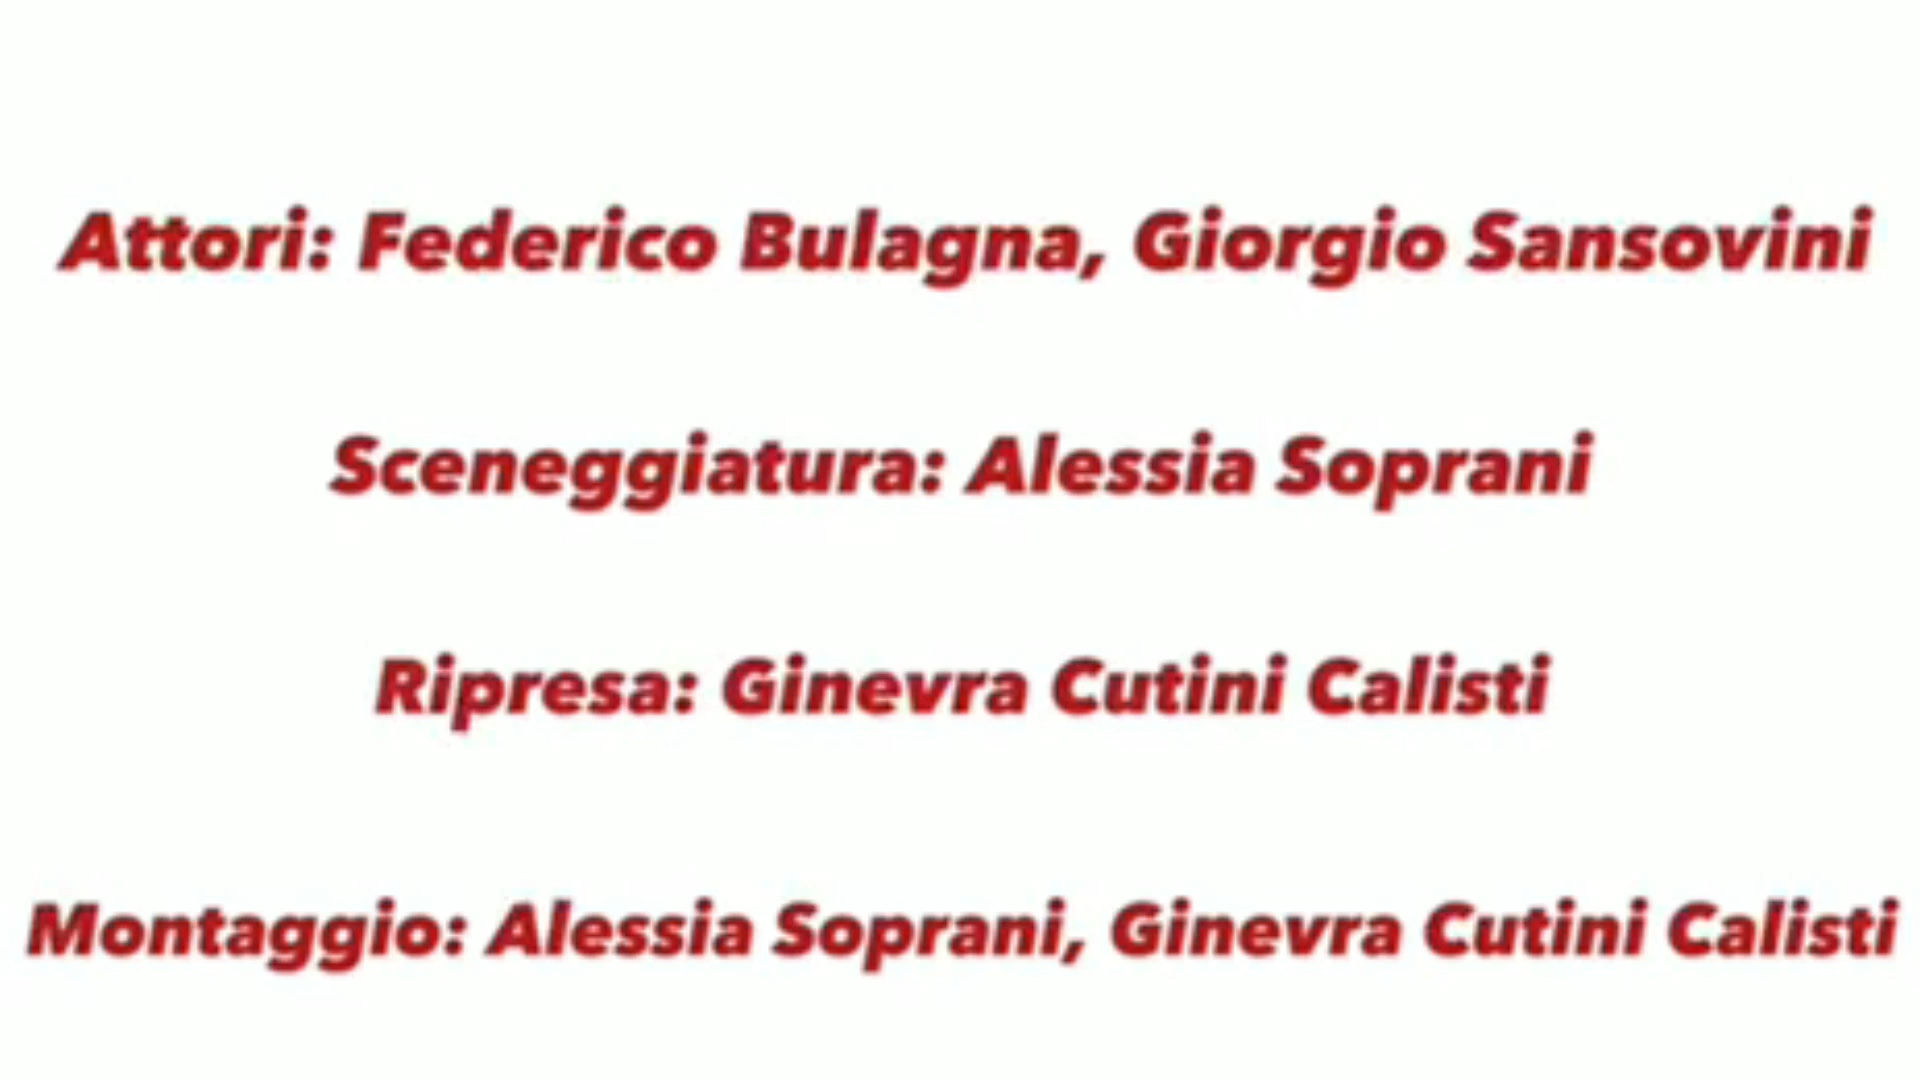 Attori: Federico Bulagna, Giorgio Sansovini
Sceneggiatura: Alessia Soprani
Ripresa: Ginevra Cutini Calisti
Montaggio: Alessia Soprani, Ginevra Cutini Calisti